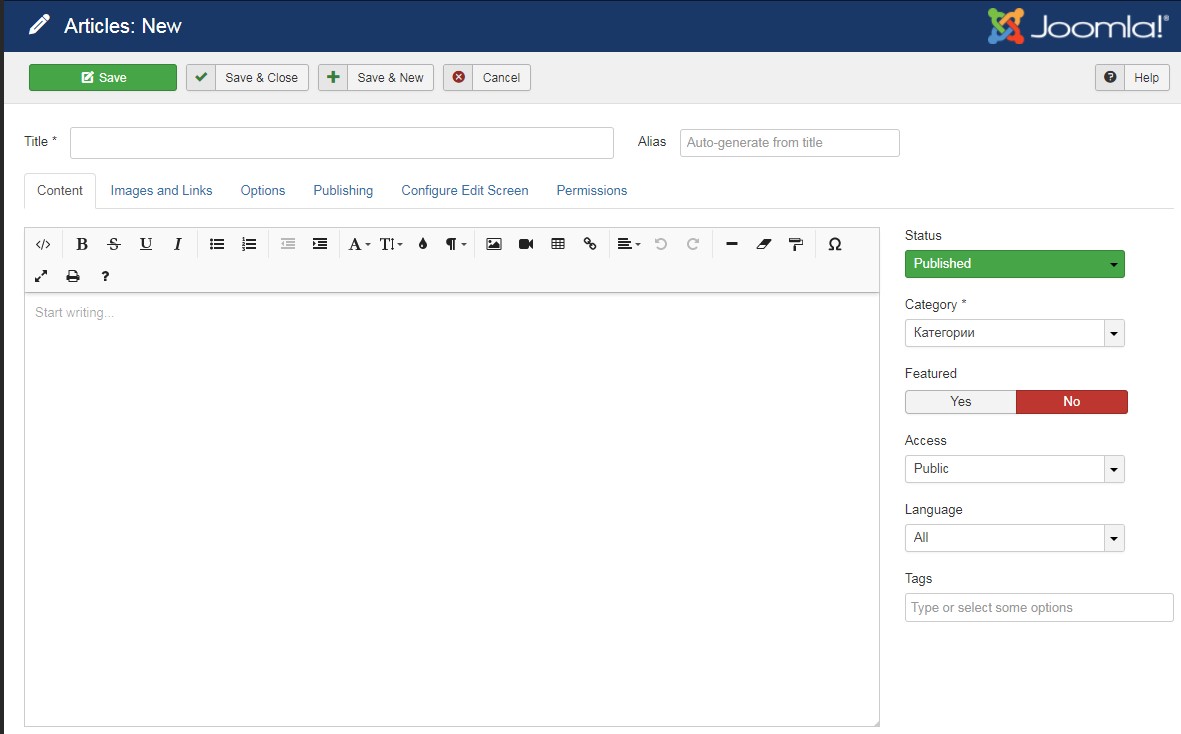 Articles: New
Joomla!®
Save
Save & Close
Save & New
Cancel
Help
Title *
Alias
Auto-generate from title
Content
Images and Links
Options
Publishing
Configure Edit Screen
Permissions
Start writing...
Status
Published
Category *
Категории
Featured
Yes
No
Access
Public
Language
All
Tags
Type or select some options